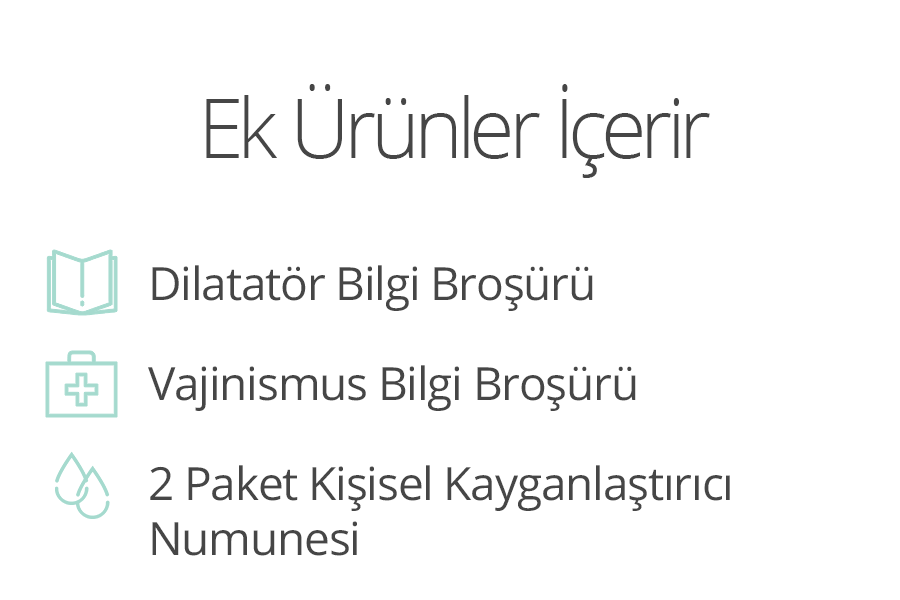 Ek Ürünler İçerir
Dilatatör Bilgi Broşürü
Vajinismus Bilgi Broşürü
2 Paket Kişisel Kayganlaştırıcı
Numunesi